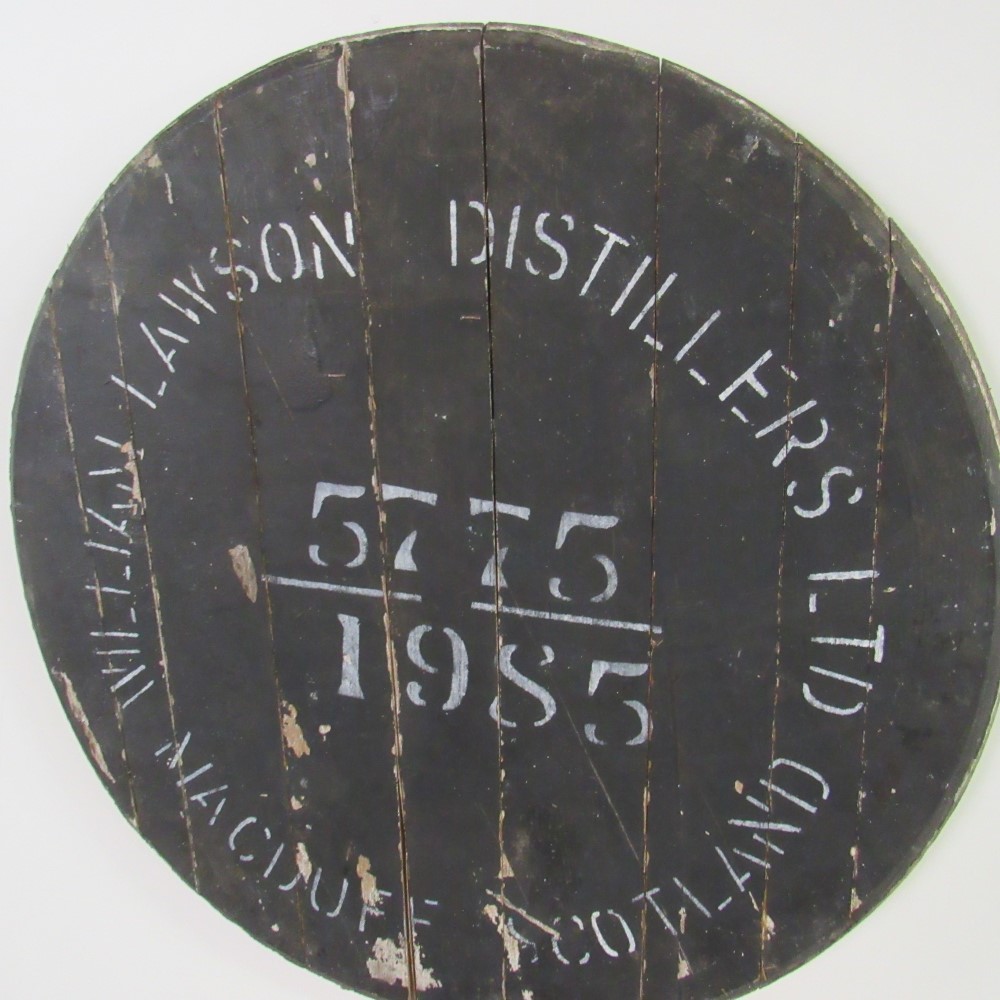 WILLIAM LAWSON DISTILLERS LTD
5775
1985
MACDUFF SCOTLAND